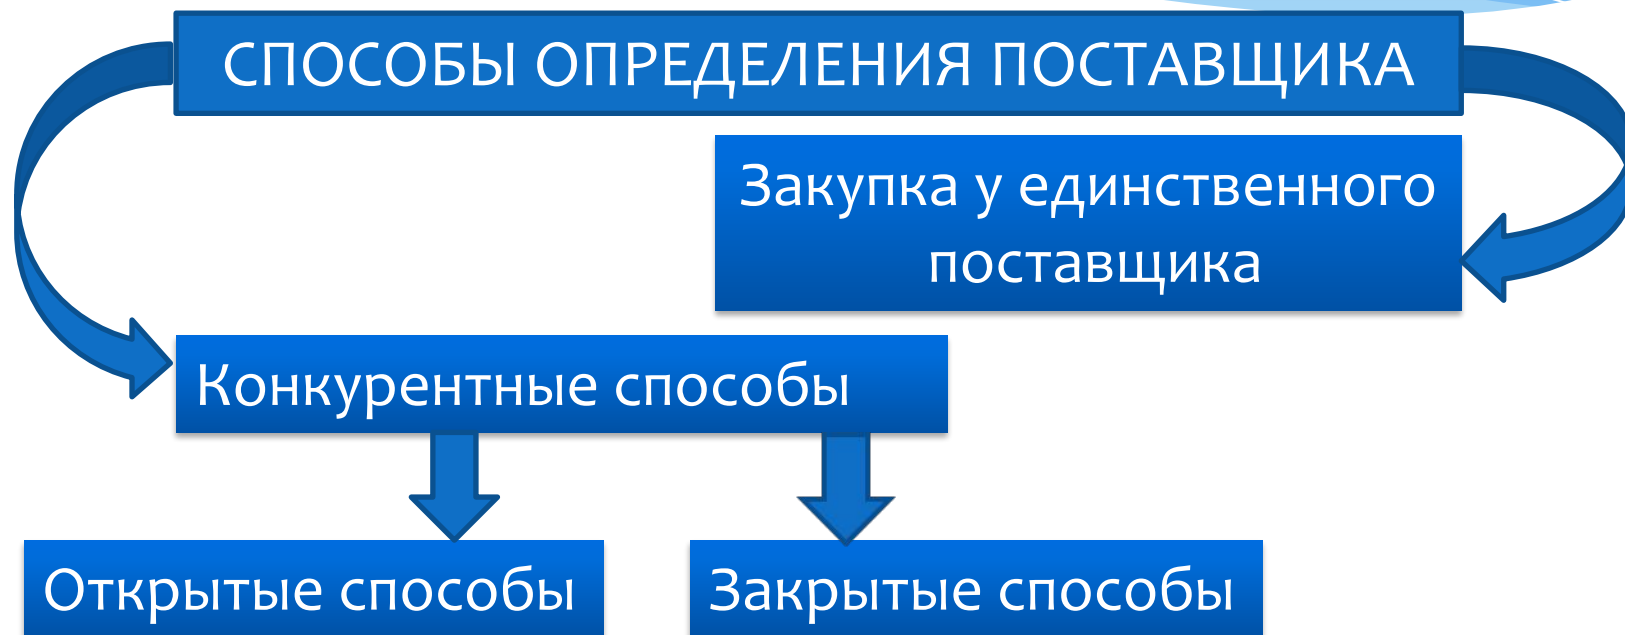 СПОСОБЫ ОПРЕДЕЛЕНИЯ ПОСТАВЩИКА
Закупка у единственного
поставщика
Конкурентные способы
Открытые способы
Закрытые способы